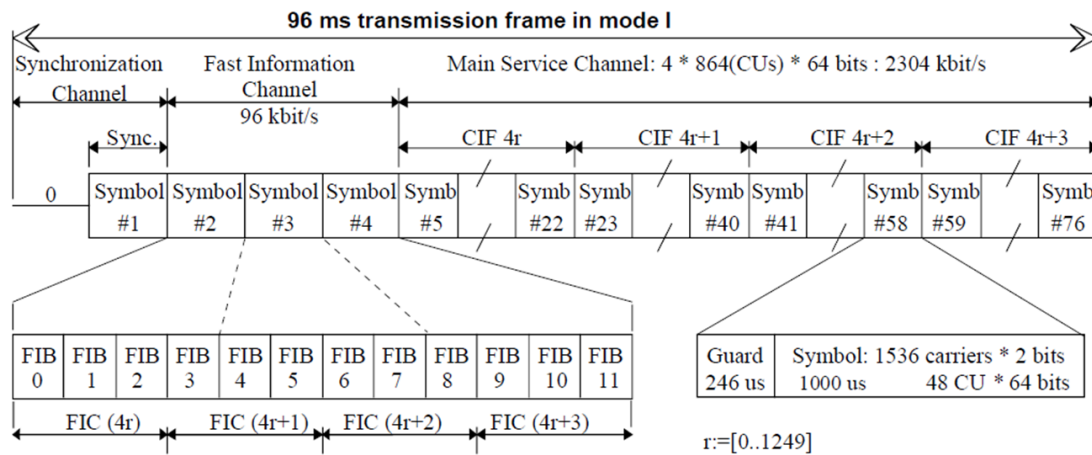 96 ms transmission frame in mode I
Synchronization Channel
Fast Information Channel
96 kbit/s
Main Service Channel: 4 * 864(CUs) * 64 bits : 2304 kbit/s
Sync.
CIF 4r
CIF 4r+1
CIF 4r+2
CIF 4r+3
0
Symbol #1
Symbol #2
Symbol #3
Symbol #4
Symb #5
Symb #22
Symb #23
Symb #40
Symb #41
Symb #58
Symb #59
Symb #76
FIB 0
FIB 1
FIB 2
FIB 3
FIB 4
FIB 5
FIB 6
FIB 7
FIB 8
FIB 9
FIB 10
FIB 11
FIC (4r)
FIC (4r+1)
FIC (4r+2)
FIC (4r+3)
Guard
246 us
Symbol: 1536 carriers * 2 bits
1000 us 48 CU * 64 bits
r:=[0..1249]